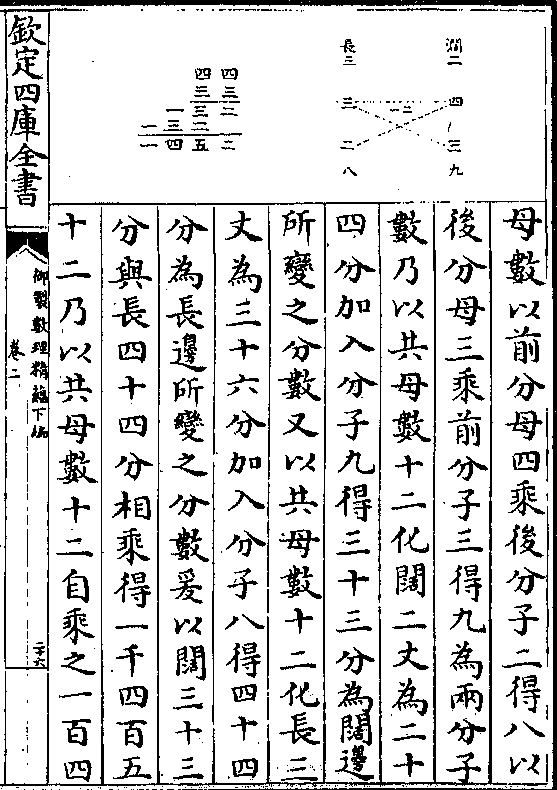 母數以前分母四乘後分子二得八以
後分母三乘前分子三得九為兩分子
數乃以共母數十二化闊二丈為二十
四分加入分子九得三十三分為闊邊
所變之分數又以共母數十二化長三
丈為三十六分加入分子八得四十四
分為長邊所變之分數爰以闊三十三
分與長四十四分相乘得一千四百五
十二乃以共母數十二自乘之一百四
闊二 四 三 九
一二
長三 三 二 八
四四
三三
一三二
一三二
一四五二
欽定四庫全書
御製數理精蘊下編
卷二
二十六